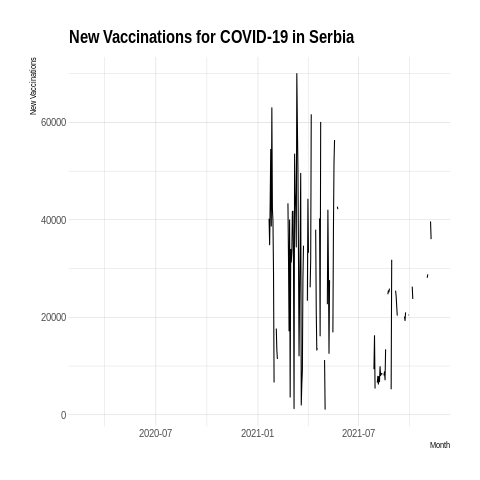 New Vaccinations for COVID-19 in Serbia
New Vaccinations
60000
40000
20000
0
2020-07
2021-01
2021-07
Month